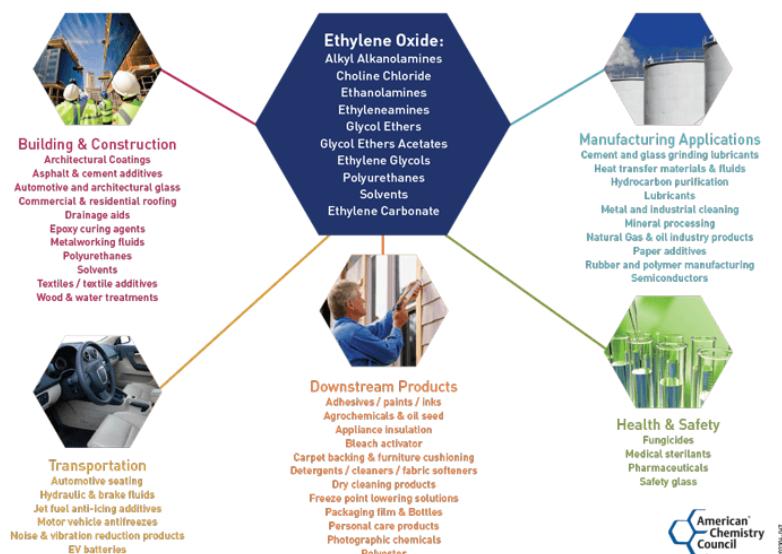 Ethylene Oxide:
Alkyl Alkanolamines
Choline Chloride
Ethanolamines
Ethyleneamines
Glycol Ethers
Glycol Ethers Acetates
Ethylene Glycols
Polyurethanes
Solvents
Ethylene Carbonate
Building & Construction
Architectural Coatings
Asphalt & cement additives
Automotive and architectural glass
Commercial & residential roofing
Drainage aids
Epoxy curing agents
Metalworking fluids
Polyurethanes
Solvents
Textiles / textile additives
Wood & water treatments
Manufacturing Applications
Cement and glass grinding lubricants
Heat transfer materials & fluids
Hydrocarbon purification
Lubricants
Metal and industrial cleaning
Mineral processing
Natural Gas & oil industry products
Paper additives
Rubber and polymer manufacturing
Semiconductors
Transportation
Automotive seating
Hydraulic & brake fluids
Jet fuel anti-icing additives
Motor vehicle antifreezes
Noise & vibration reduction products
EV batteries
Downstream Products
Adhesives / paints / inks
Agrochemicals & oil seed
Appliance insulation
Bleach activator
Carpet backing & furniture cushioning
Detergents / cleaners / fabric softeners
Dry cleaning products
Freeze point lowering solutions
Packaging film & Bottles
Personal care products
Photographic chemicals
Polyester
Health & Safety
Fungicides
Medical sterilants
Pharmaceuticals
Safety glass
American
Chemistry
Council